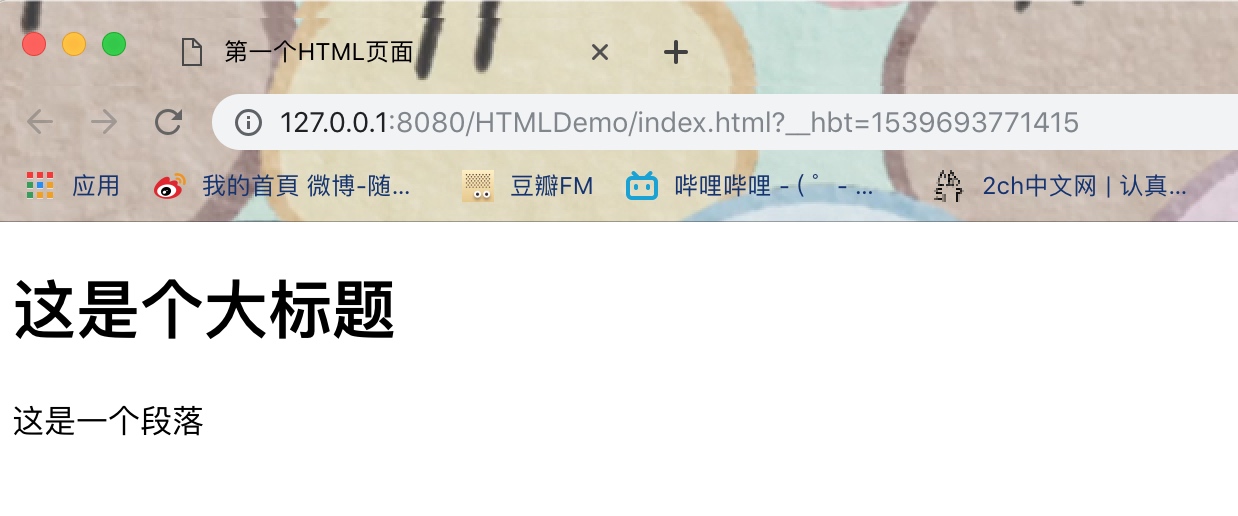 第一个HTML页面
127.0.0.1:8080/HTMLDemo/index.html?__hbt=1539693771415
应用 我的首頁 微博-随... 豆瓣FM 哔哩哔哩 - ( ゜ - ... 2ch中文网 | 认真...
这是个大标题
这是一个段落